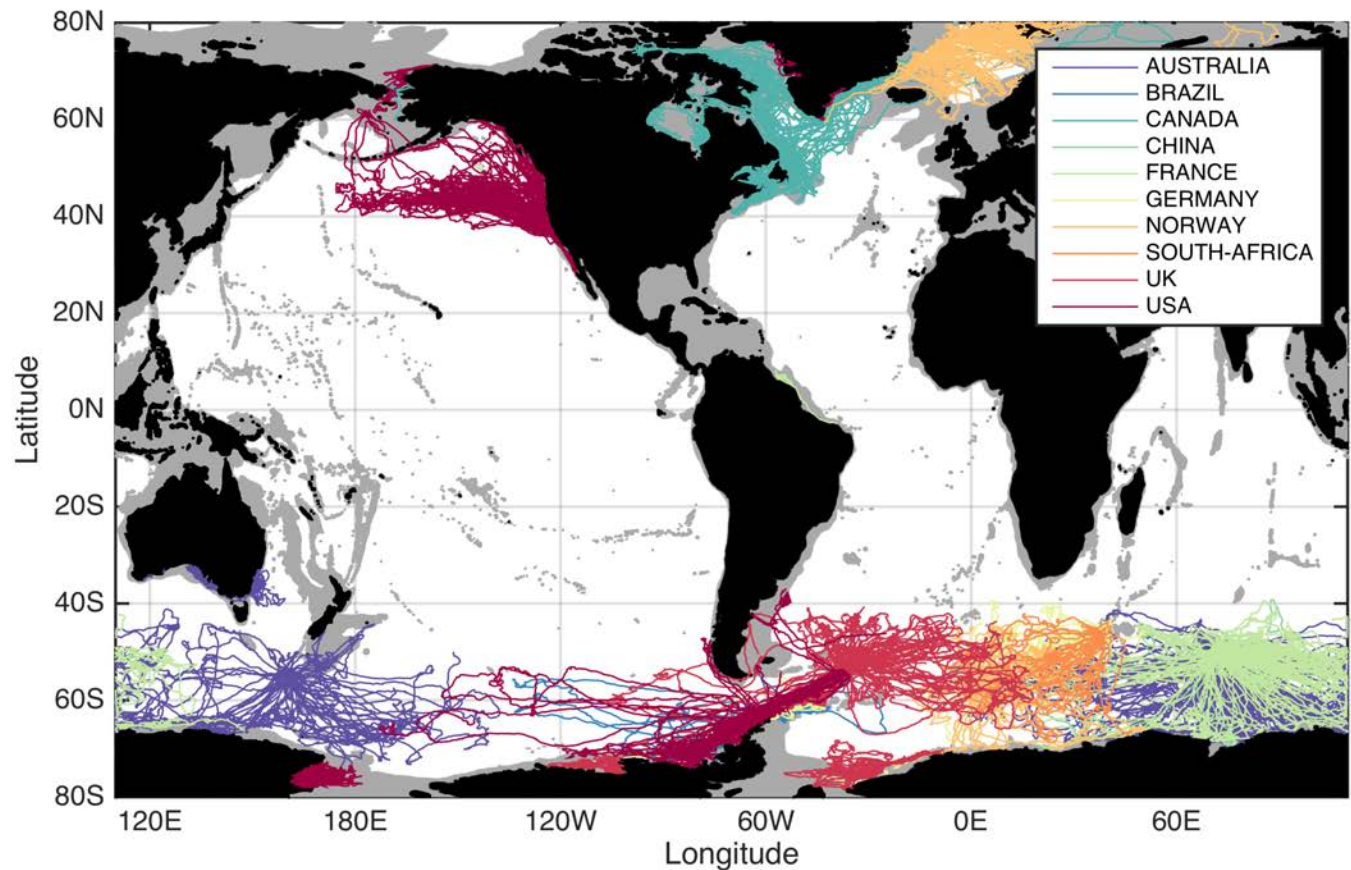 80N
60N
40N
20N
0N
20S
40S
60S
80S
Latitude
AUSTRALIA
BRAZIL
CANADA
CHINA
FRANCE
GERMANY
NORWAY
SOUTH-AFRICA
UK
USA
120E 180E 120W 60W 0E 60E
Longitude